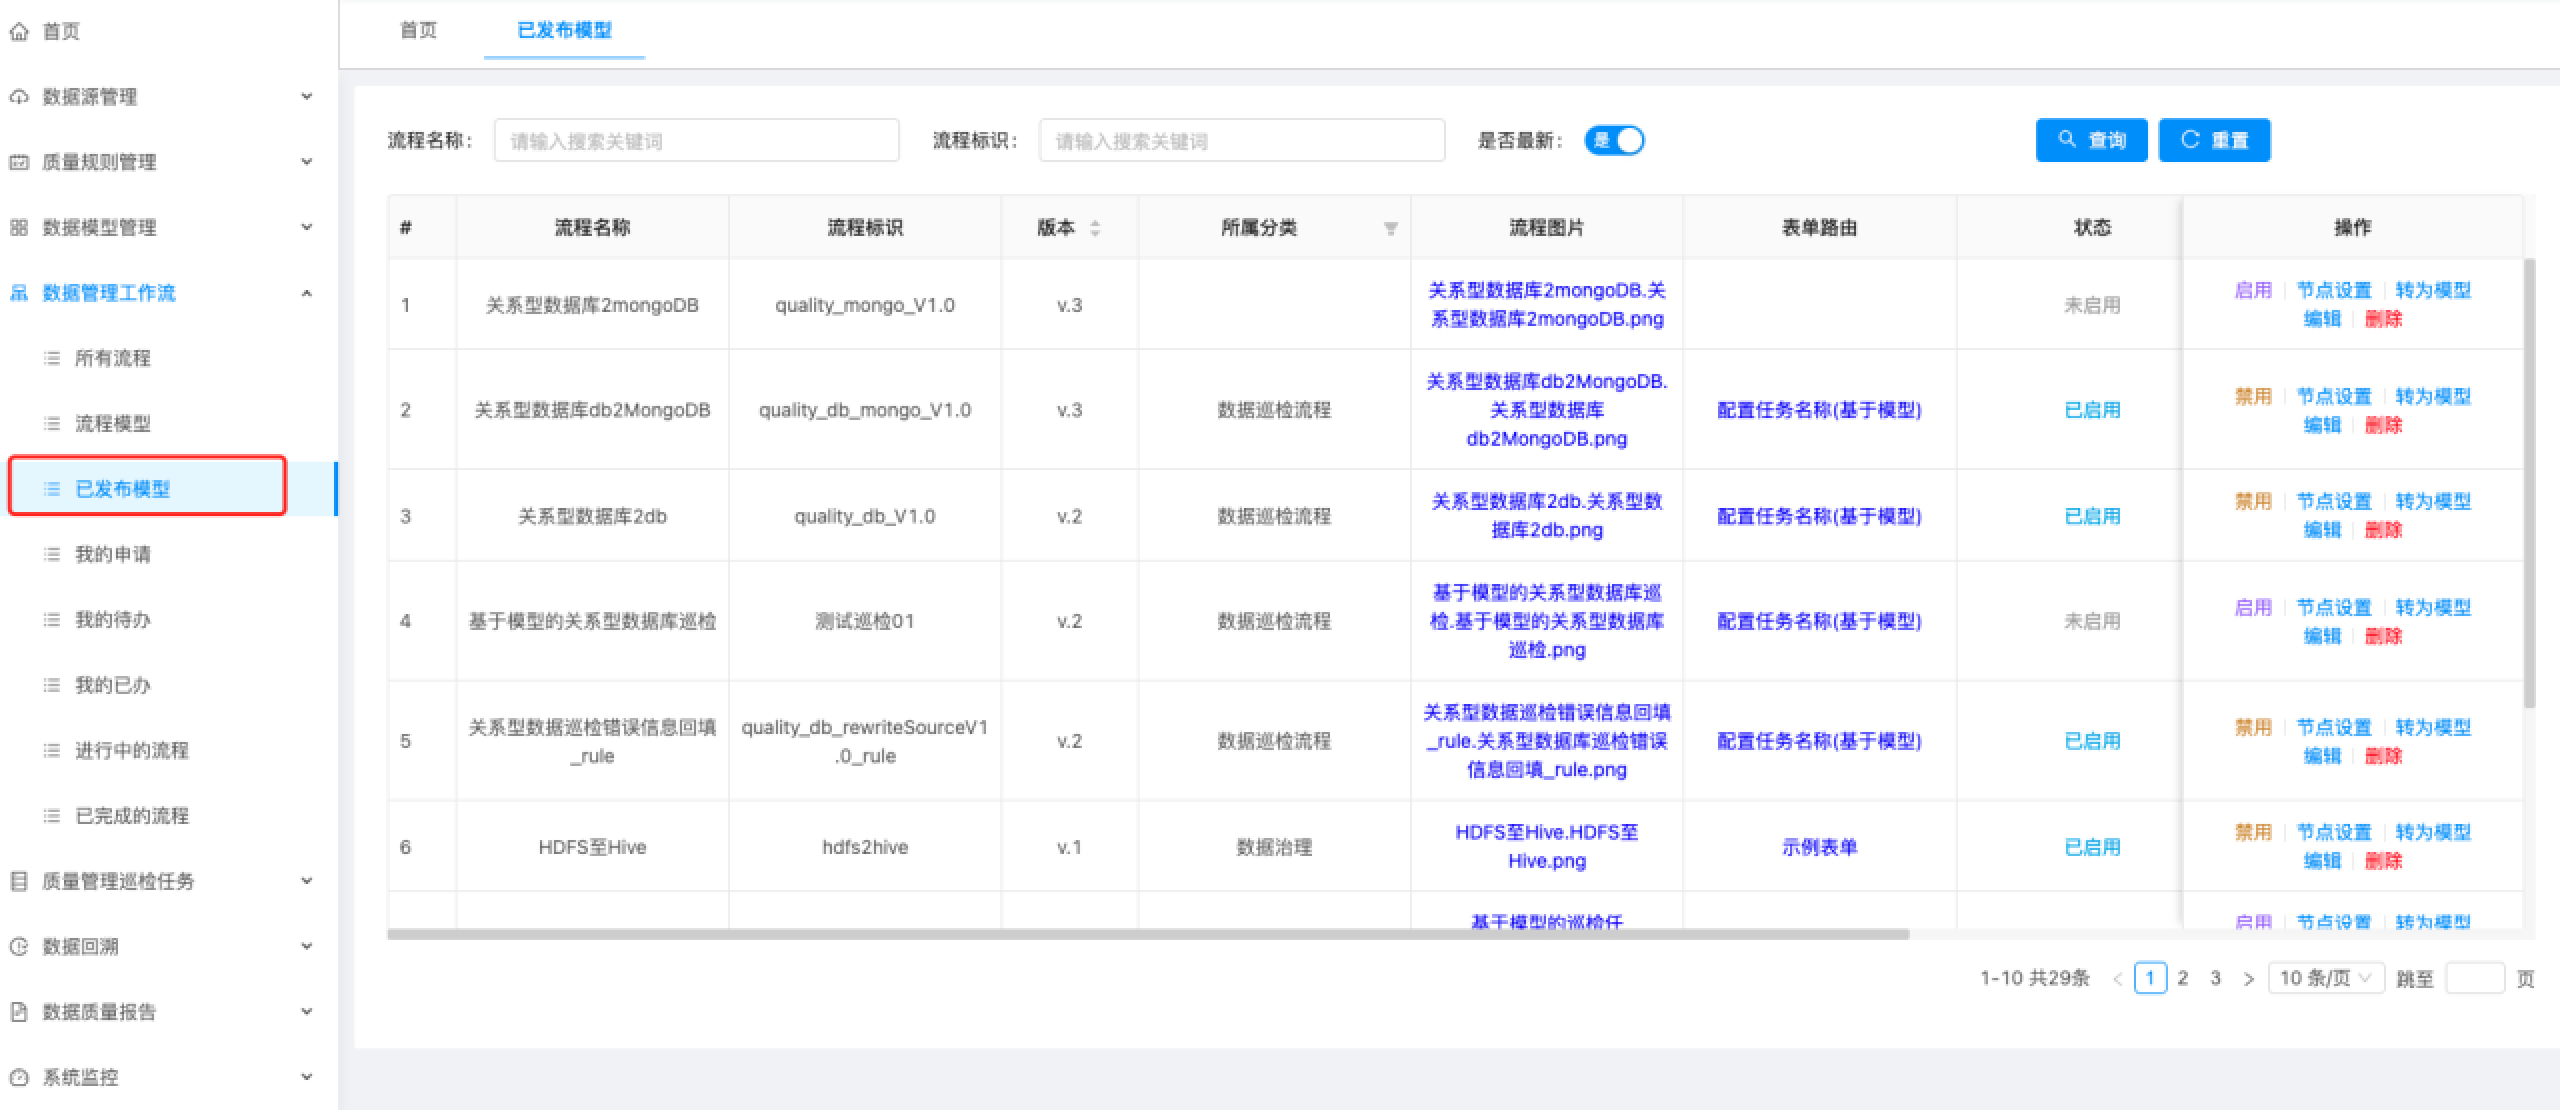 首页
数据源管理
质量规则管理
数据模型管理
数据管理工作流
所有流程
流程模型
已发布模型
我的申请
我的待办
我的已办
进行中的流程
已完成的流程
质量管理巡检任务
数据回溯
数据质量报告
系统监控
首页 已发布模型
流程名称： 请输入搜索关键词 流程标识： 请输入搜索关键词 是否最新： 是 查询 重置
# 流程名称 流程标识 版本 所属分类 流程图片 表单路由 状态 操作
1 关系型数据库2mongoDB quality_mongo_V1.0 v.3 关系型数据库2mongoDB.关 未启用 启用 节点设置 转为模型
系型数据库2mongoDB.png 编辑 删除
关系型数据库db2MongoDB.
2 关系型数据库db2MongoDB quality_db_mongo_V1.0 v.3 数据巡检流程 关系型数据库 配置任务名称(基于模型) 已启用 禁用 节点设置 转为模型
db2MongoDB.png 编辑 删除
3 关系型数据库2db quality_db_V1.0 v.2 数据巡检流程 关系型数据库2db.关系型数 配置任务名称(基于模型) 已启用 禁用 节点设置 转为模型
据库2db.png 编辑 删除
基于模型的关系型数据库巡
4 基于模型的关系型数据库巡检 测试巡检01 v.2 数据巡检流程 检.基于模型的关系型数据库 配置任务名称(基于模型) 未启用 启用 节点设置 转为模型
巡检.png 编辑 删除
关系型数据巡检错误信息回填 quality_db_rewriteSourceV1 关系型数据巡检错误信息回填
5 _rule .0_rule v.2 数据巡检流程 _rule.关系型数据库巡检错误 配置任务名称(基于模型) 已启用 禁用 节点设置 转为模型
信息回填_rule.png 编辑 删除
6 HDFS至Hive hdfs2hive v.1 数据治理 HDFS至Hive.HDFS至 示例表单 已启用 禁用 节点设置 转为模型
Hive.png 编辑 删除
基于模型的巡检任 启用 节点设置 转为模型
1-10 共29条 < 1 2 3 > 10 条/页 跳至 页